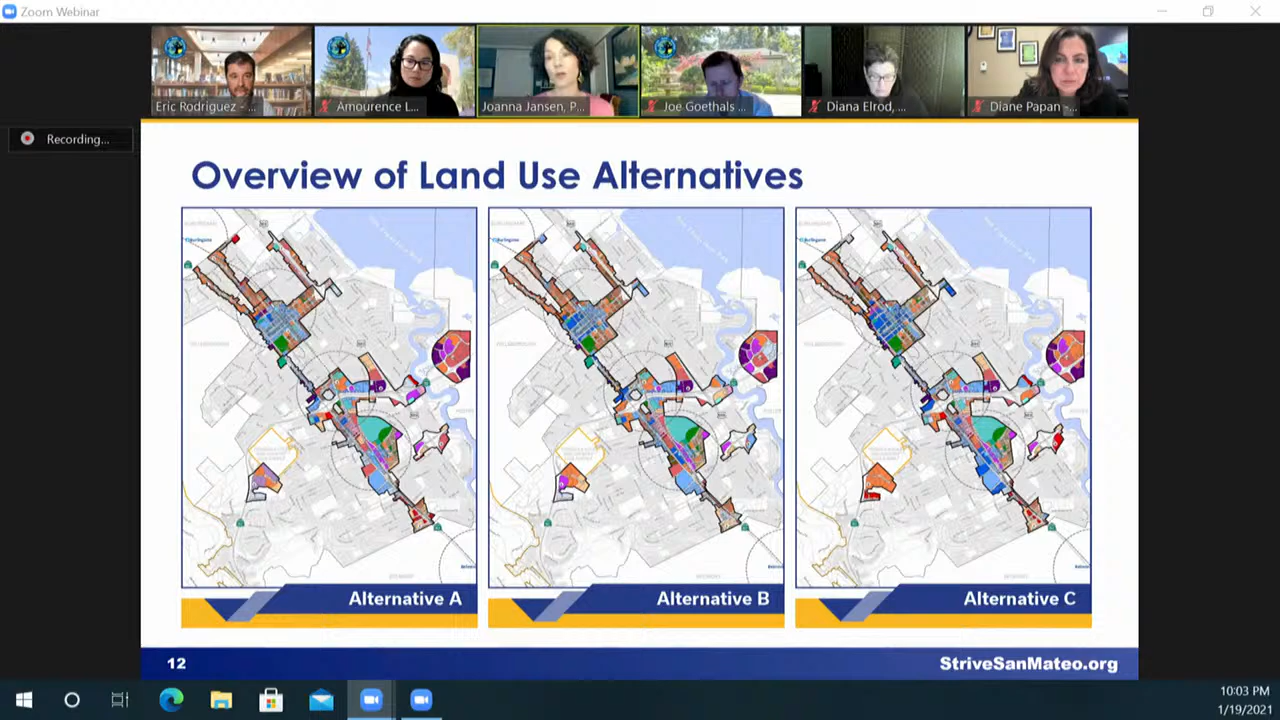 Zoom Webinar
Eric Rodriguez - ...
Amourence L...
Joanna Jansen, P...
Joe Goethals ...
Diana Elrod, ...
Diane Papan -...
Recording...
Overview of Land Use Alternatives
Alternative A
Alternative B
Alternative C
12
StriveSanMateo.org
10:03 PM
1/19/2021